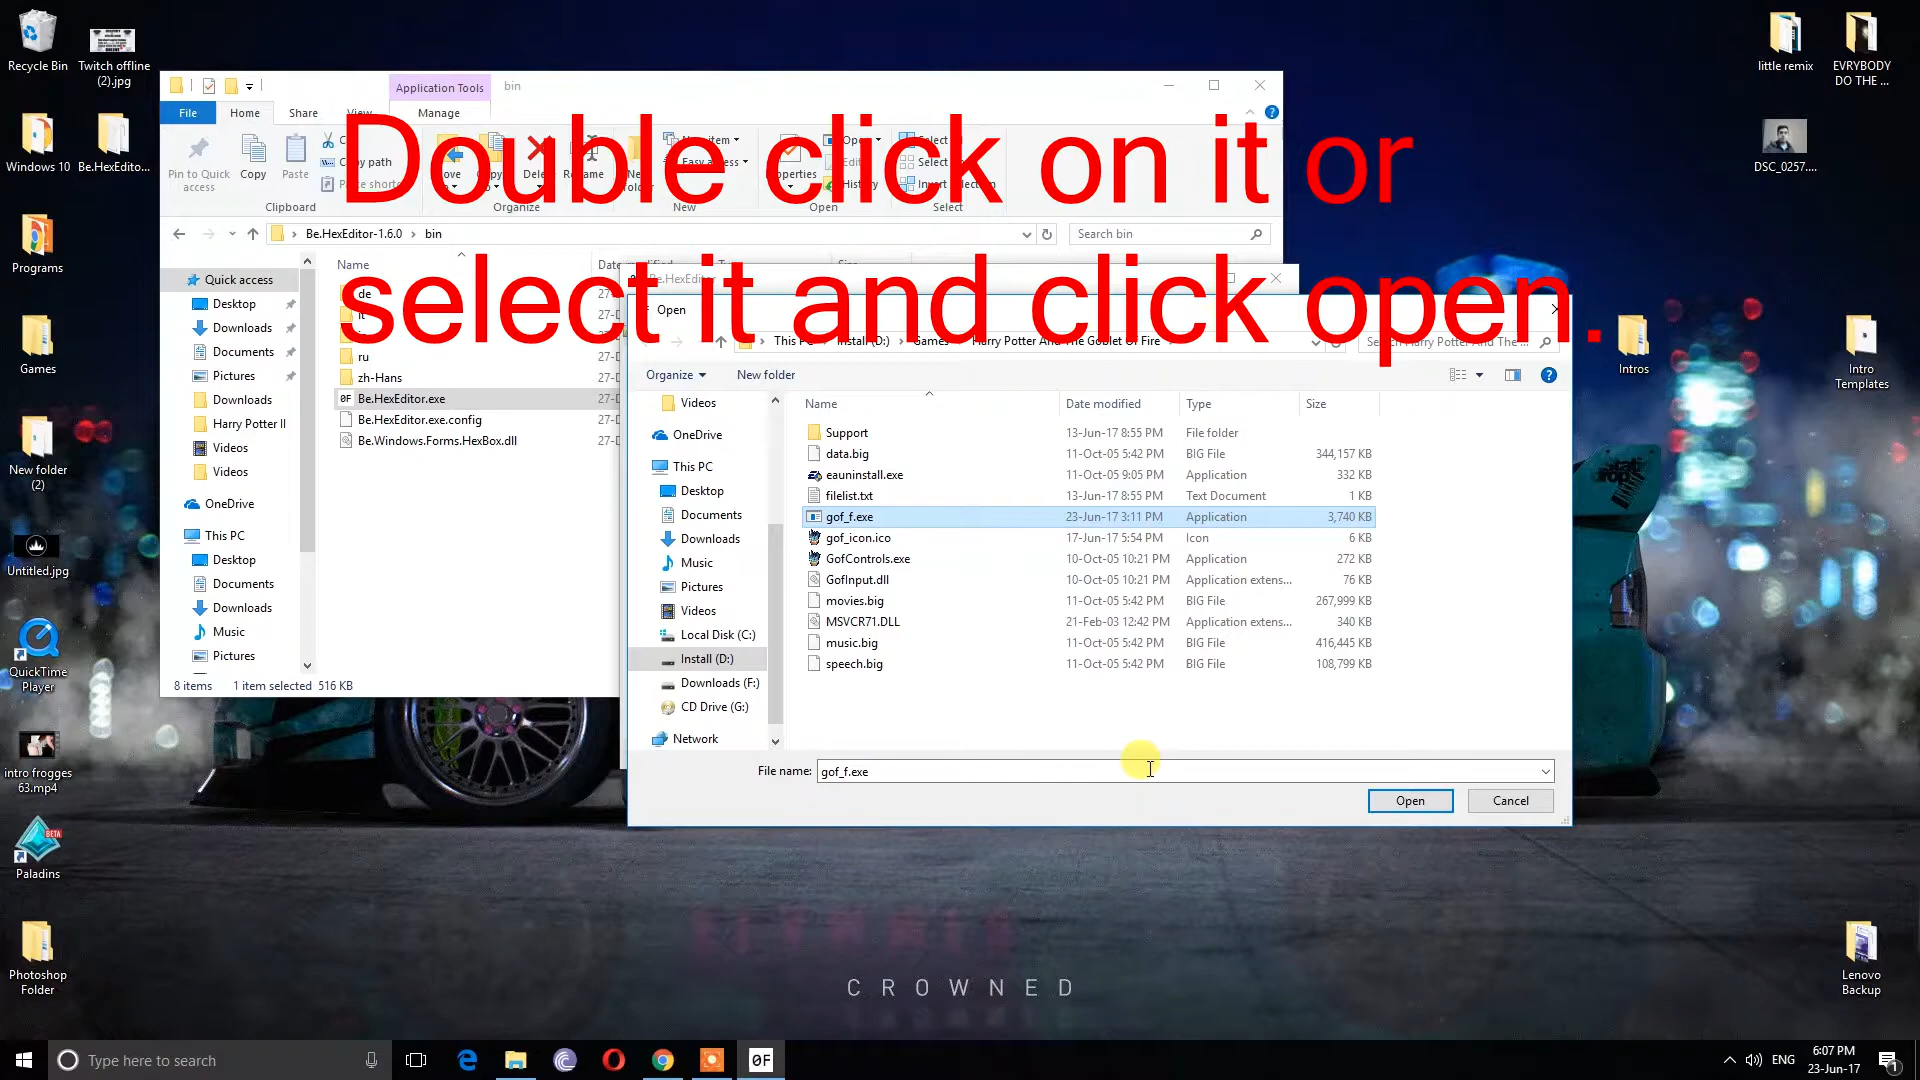 Double click on it or
select it and click open.
Recycle Bin
Twitch offline
(2).jpg
Windows 10
Be.HexEdito...
Programs
Games
New folder
(2)
Untitled.jpg
QuickTime
Player
intro frogges
63.mp4
BETA
Paladins
Photoshop
Folder
little remix
EVRYBODY
DO THE ...
DSC_0257....
Intros
Intro
Templates
Lenovo
Backup
Application Tools
bin
File
Home
Share
View
Manage
Pin to Quick
access
Copy
Paste
Copy path
Clipboard
Organize
New
Open
History
Select
Be.HexEditor-1.6.0
bin
Search bin
Name
Quick access
Desktop
Downloads
Documents
Pictures
Downloads
Harry Potter II
Videos
Videos
OneDrive
This PC
Desktop
Documents
Downloads
Music
Pictures
de
ru
zh-Hans
0F Be.HexEditor.exe
Be.HexEditor.exe.config
Be.Windows.Forms.HexBox.dll
8 items 1 item selected 516 KB
Open
This PC
Install (D:)
Games
Harry Potter And The Goblet Of Fire
Search Harry Potter And The ...
Organize
New folder
Videos
OneDrive
This PC
Desktop
Documents
Downloads
Music
Pictures
Videos
Local Disk (C:)
Install (D:)
Downloads (F:)
CD Drive (G:)
Network
Name Date modified Type Size
Support 13-Jun-17 8:55 PM File folder
data.big 11-Oct-05 5:42 PM BIG File 344,157 KB
eauninstall.exe 11-Oct-05 9:05 PM Application 332 KB
filelist.txt 13-Jun-17 8:55 PM Text Document 1 KB
gof_f.exe 23-Jun-17 3:11 PM Application 3,740 KB
gof_icon.ico 17-Jun-17 5:54 PM Icon 6 KB
GofControls.exe 10-Oct-05 10:21 PM Application 272 KB
GofInput.dll 10-Oct-05 10:21 PM Application extens... 76 KB
movies.big 11-Oct-05 5:42 PM BIG File 267,999 KB
MSVCR71.DLL 21-Feb-03 12:42 PM Application extens... 340 KB
music.big 11-Oct-05 5:42 PM BIG File 416,445 KB
speech.big 11-Oct-05 5:42 PM BIG File 108,799 KB
File name: gof_f.exe
Open
Cancel
CROWNED
Type here to search
0F
ENG
6:07 PM
23-Jun-17
1